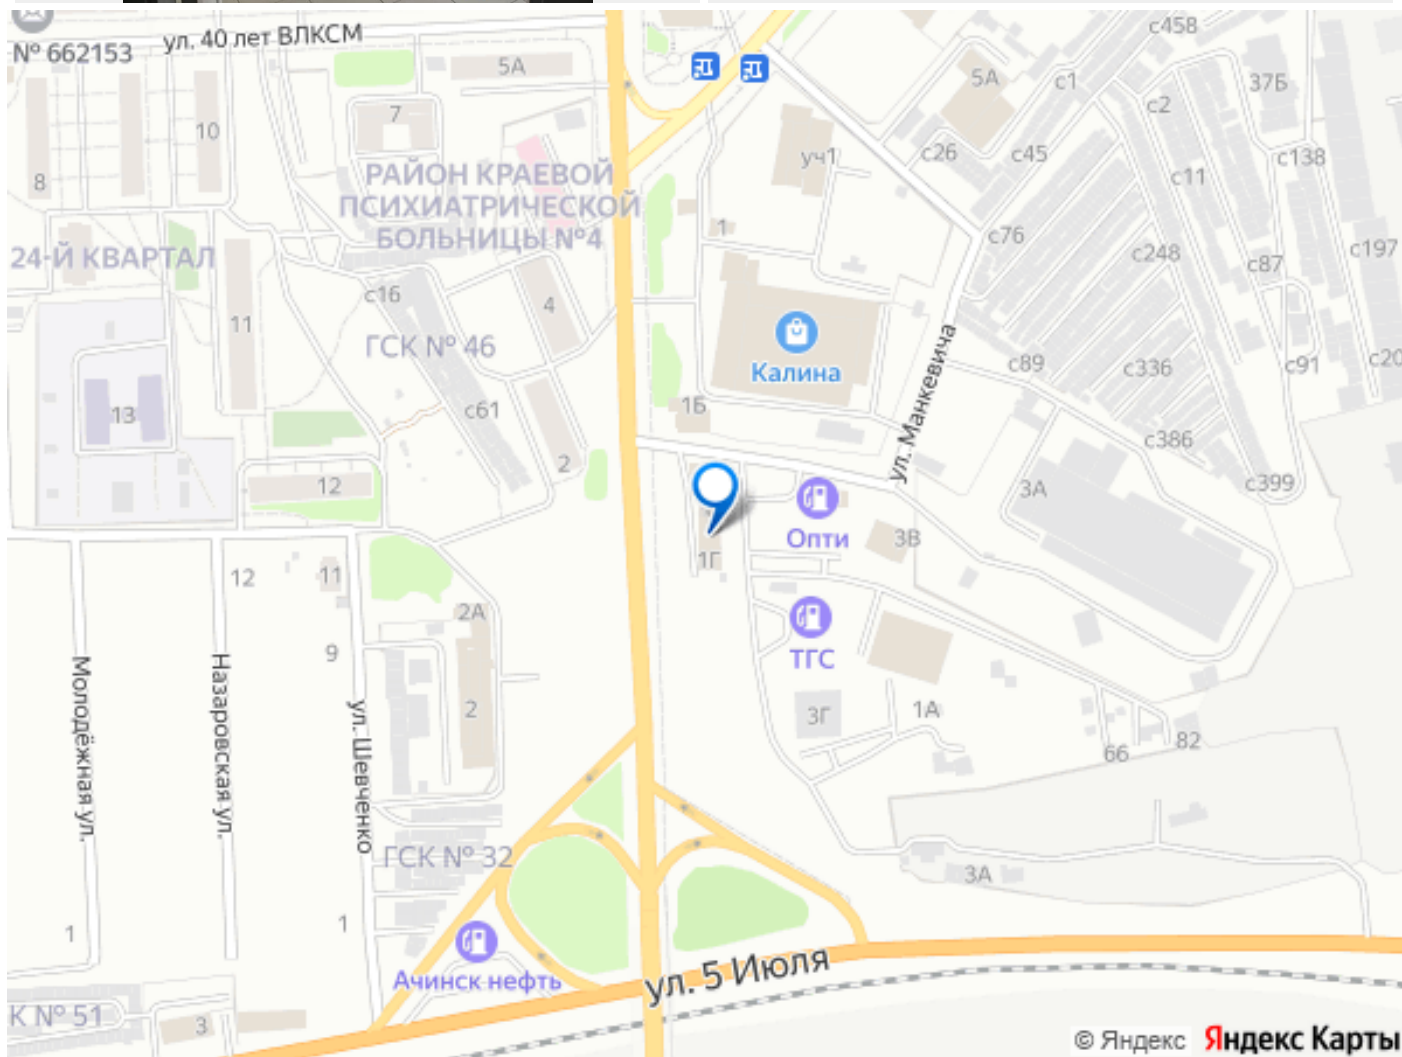 ул. 40 лет ВЛКСМ
№ 662153
с458
5А
5А
с1
37Б
с2
7
10
уч1
с26
с45
с138
8
РАЙОН КРАЕВОЙ
ПСИХИАТРИЧЕСКОЙ
БОЛЬНИЦЫ №4
с11
1
с76
24-Й КВАРТАЛ
с248
с87
с197
с16
4
11
ГСК № 46
Калина
ул. Манкевича
с89
с336
с91
с20
13
с61
1Б
с386
2
12
3А
с399
Опти
3В
1Г
12
11
2А
9
ТГС
Молодёжная ул.
Назаровская ул.
ул. Шевченко
2
3Г
1А
66
82
ГСК № 32
3А
1
1
Ачинск нефть
ул. 5 Июля
К № 51
3
© Яндекс Яндекс Карты